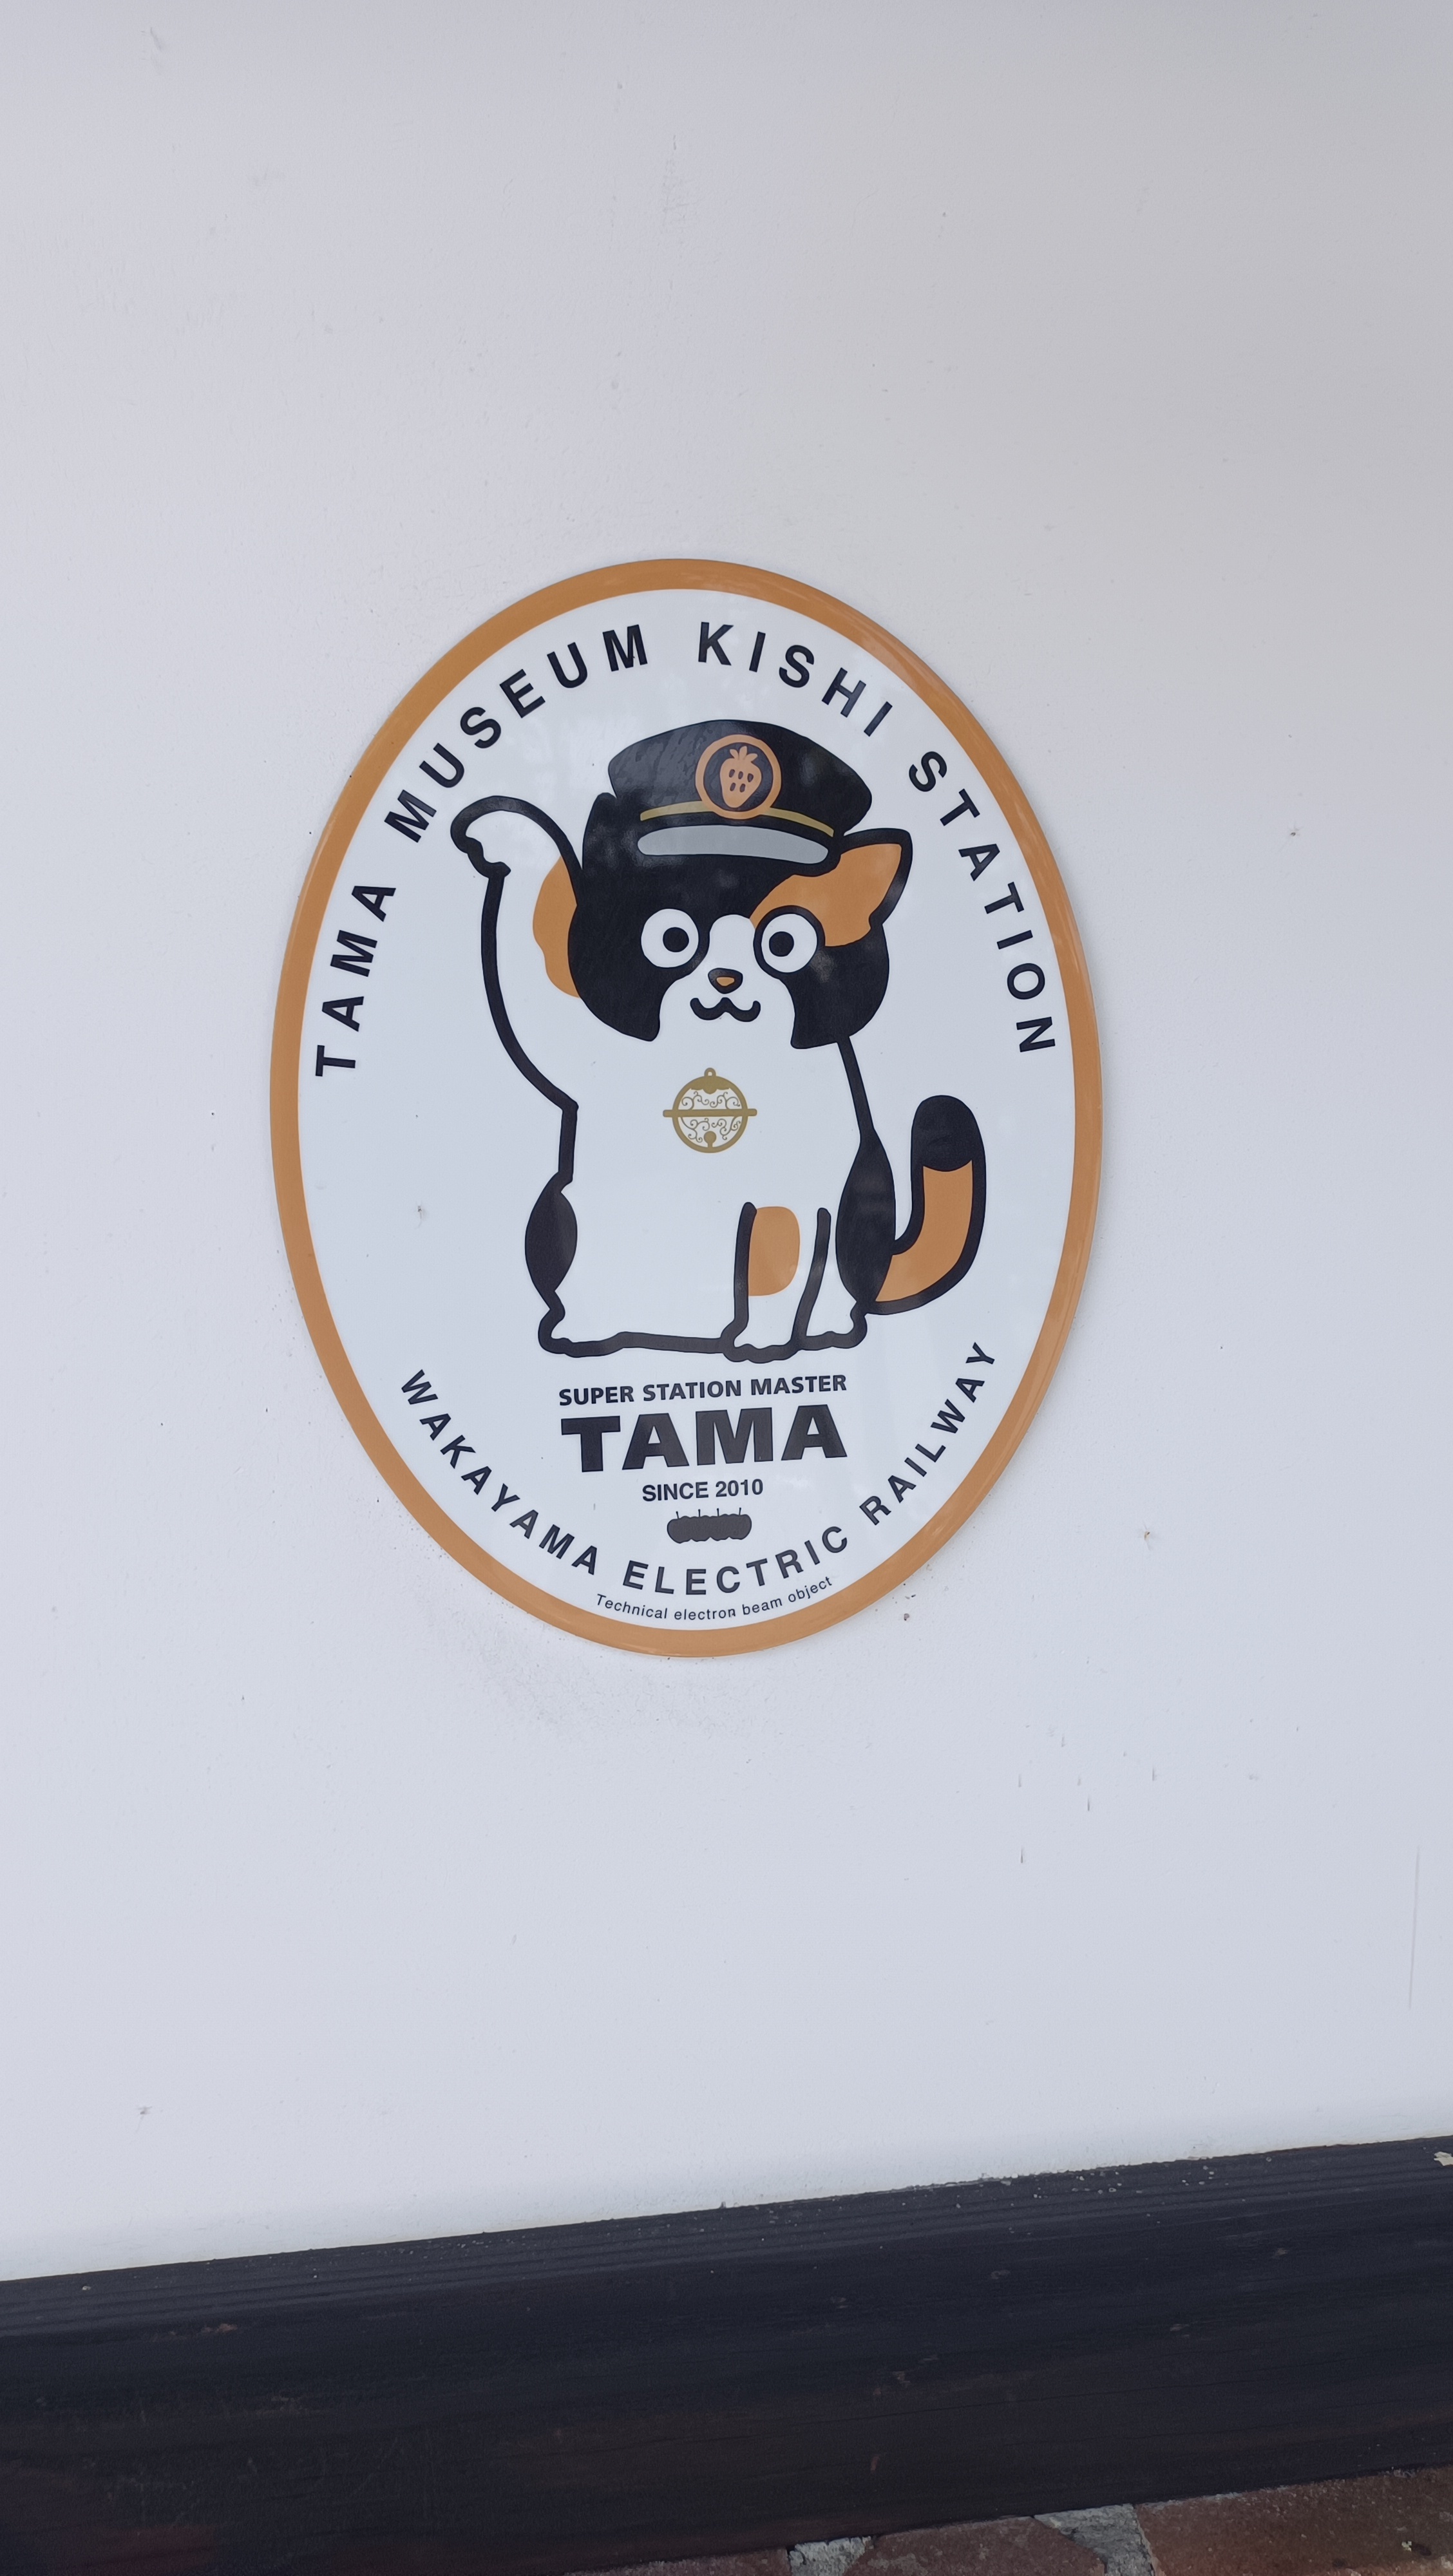 TAMA MUSEUM KISHI STATION
SUPER STATION MASTER
TAMA
SINCE 2010
WAKAYAMA ELECTRIC RAILWAY
Technical electron beam object